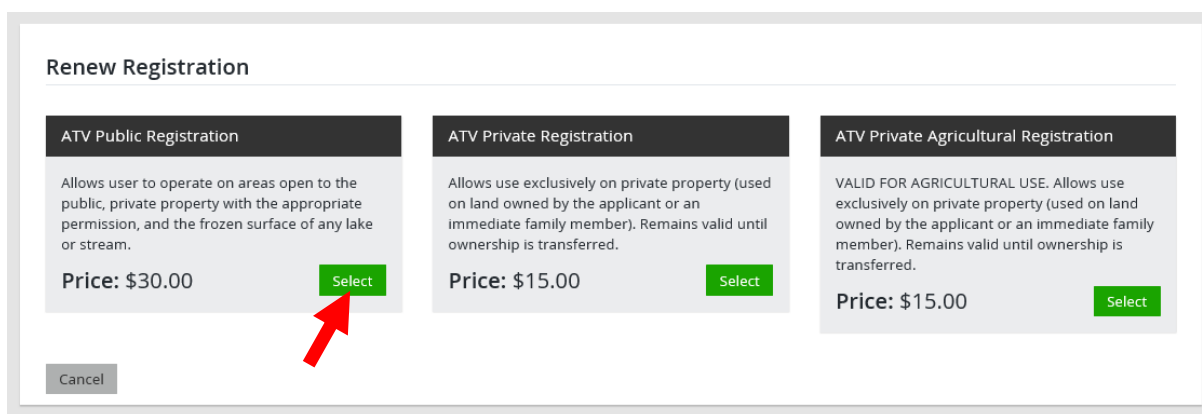 Renew Registration
ATV Public Registration
Allows user to operate on areas open to the
public, private property with the appropriate
permission, and the frozen surface of any lake
or stream.
Price: $30.00
Select
ATV Private Registration
Allows use exclusively on private property (used
on land owned by the applicant or an
immediate family member). Remains valid until
ownership is transferred.
Price: $15.00
Select
ATV Private Agricultural Registration
VALID FOR AGRICULTURAL USE. Allows use
exclusively on private property (used on land
owned by the applicant or an immediate family
member). Remains valid until ownership is
transferred.
Price: $15.00
Select
Cancel